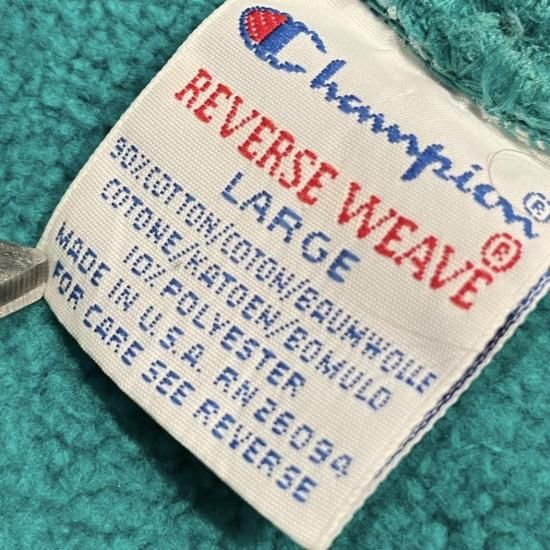 Champion®
REVERSE WEAVE®
LARGE
90%COTTON/COTON/BAUMWOLLE
COTONE/KATOEN/BOMULD
10%POLYESTER
MADE IN U.S.A. RN26094
FOR CARE SEE REVERSE